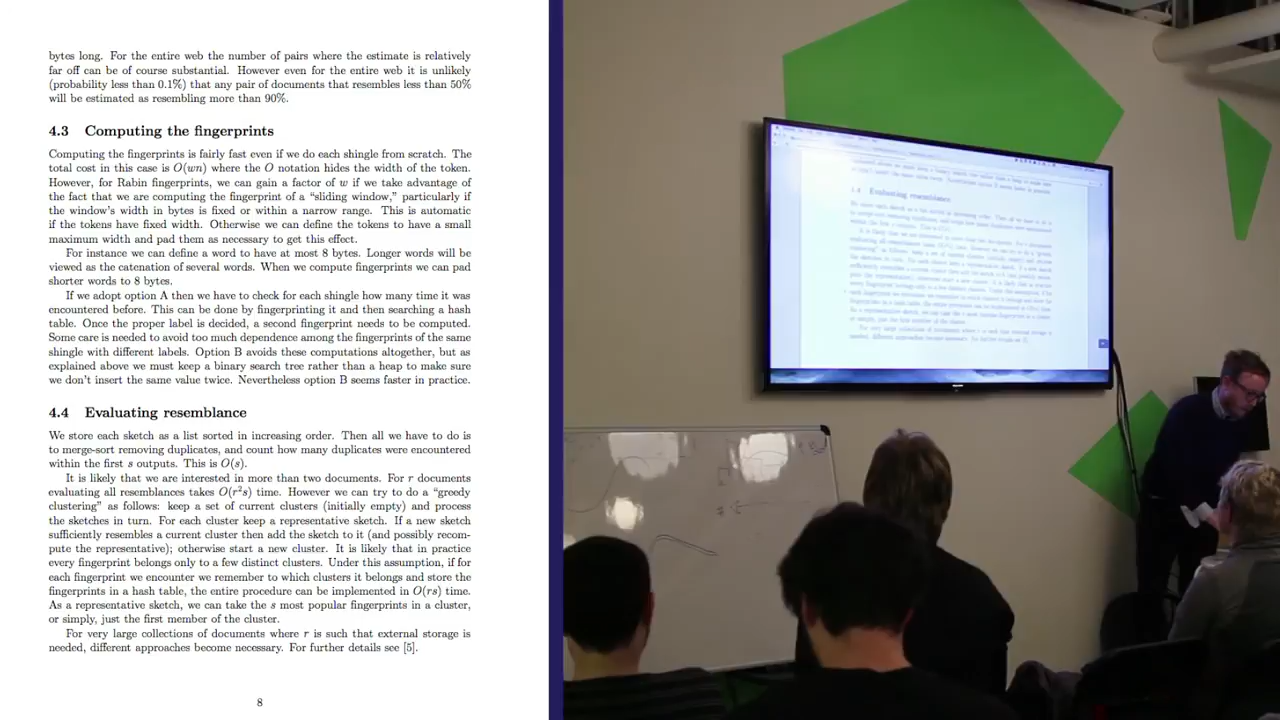 bytes long. For the entire web the number of pairs where the estimate is relatively
far off can be of course substantial. However even for the entire web it is unlikely
(probability less than 0.1%) that any pair of documents that resembles less than 50%
will be estimated as resembling more than 90%.
4.3 Computing the fingerprints
Computing the fingerprints is fairly fast even if we do each shingle from scratch. The
total cost in this case is O(wn) where the O notation hides the width of the token.
However, for Rabin fingerprints, we can gain a factor of w if we take advantage of
the fact that we are computing the fingerprint of a “sliding window,” particularly if
the window's width in bytes is fixed or within a narrow range. This is automatic
if the tokens have fixed width. Otherwise we can define the tokens to have a small
maximum width and pad them as necessary to get this effect.
For instance we can define a word to have at most 8 bytes. Longer words will be
viewed as the catenation of several words. When we compute fingerprints we can pad
shorter words to 8 bytes.
If we adopt option A then we have to check for each shingle how many time it was
encountered before. This can be done by fingerprinting it and then searching a hash
table. Once the proper label is decided, a second fingerprint needs to be computed.
Some care is needed to avoid too much dependence among the fingerprints of the same
shingle with different labels. Option B avoids these computations altogether, but as
explained above we must keep a binary search tree rather than a heap to make sure
we don't insert the same value twice. Nevertheless option B seems faster in practice.
4.4 Evaluating resemblance
We store each sketch as a list sorted in increasing order. Then all we have to do is
to merge-sort removing duplicates, and count how many duplicates were encountered
within the first s outputs. This is O(s).
It is likely that we are interested in more than two documents. For r documents
evaluating all resemblances takes O(r²s) time. However we can try to do a “greedy
clustering” as follows: keep a set of current clusters (initially empty) and process
the sketches in turn. For each cluster keep a representative sketch. If a new sketch
sufficiently resembles a current cluster then add the sketch to it (and possibly recom-
pute the representative); otherwise start a new cluster. It is likely that in practice
every fingerprint belongs only to a few distinct clusters. Under this assumption, if for
each fingerprint we encounter we remember to which clusters it belongs and store the
fingerprints in a hash table, the entire procedure can be implemented in O(rs) time.
As a representative sketch, we can take the s most popular fingerprints in a cluster,
or simply, just the first member of the cluster.
For very large collections of documents where r is such that external storage is
needed, different approaches become necessary. For further details see [5].
8
4.4 Evaluating resemblance